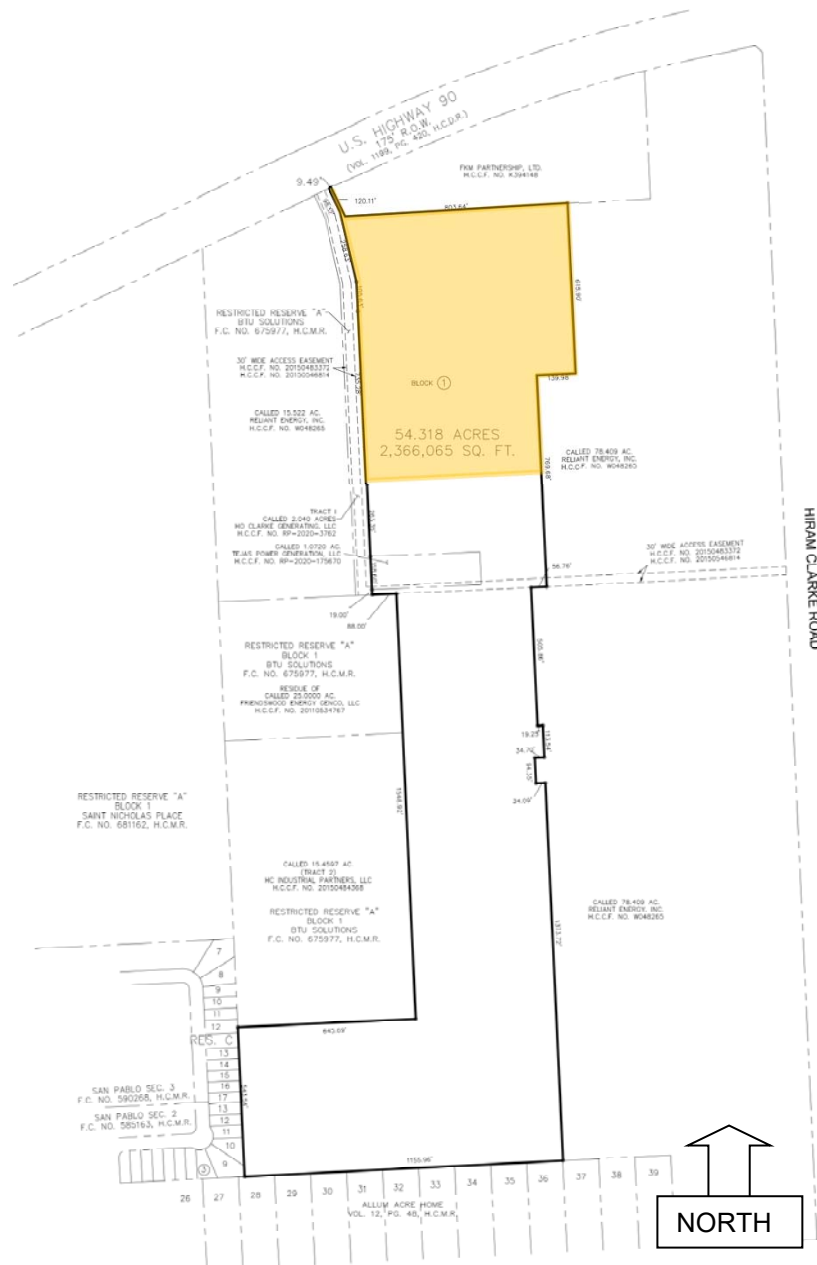 U.S. HIGHWAY 90
175' R.O.W.
(VOL. 1199, PG. 420, H.C.D.R.)
FKM PARTNERSHIP, LTD.
H.C.C.F. NO. K394148
9.49'
120.11'
803.64'
615.90'
RESTRICTED RESERVE "A"
BTU SOLUTIONS
F.C. NO. 675977, H.C.M.R.
30' WIDE ACCESS EASEMENT
H.C.C.F. NO. 20150483372
H.C.C.F. NO. 20150546814
BLOCK 1
139.98'
CALLED 15.522 AC.
RELIANT ENERGY, INC.
H.C.C.F. NO. W048265
54.318 ACRES
2,366,065 SQ. FT.
769.68'
CALLED 78.409 AC.
RELIANT ENERGY, INC.
H.C.C.F. NO. W048265
TRACT I
CALLED 2.040 ACRES
HO CLARKE GENERATING, LLC
H.C.C.F. NO. RP-2020-3762
CALLED 1.0720 AC.
TEJAS POWER GENERATION, LLC
H.C.C.F. NO. RP-2020-175670
30' WIDE ACCESS EASEMENT
H.C.C.F. NO. 20150483372
H.C.C.F. NO. 20150546814
HIRAM CLARKE ROAD
56.76'
19.00'
88.00'
RESTRICTED RESERVE "A"
BLOCK 1
BTU SOLUTIONS
F.C. NO. 675977, H.C.M.R.
RESIDUE OF
CALLED 25.0000 AC.
FRIENDSWOOD ENERGY GENCO, LLC
H.C.C.F. NO. 20110534767
505.86'
19.25'
34.79'
94.15'
34.09'
RESTRICTED RESERVE "A"
BLOCK 1
SAINT NICHOLAS PLACE
F.C. NO. 681162, H.C.M.R.
CALLED 15.4597 AC.
(TRACT 2)
HC INDUSTRIAL PARTNERS, LLC
H.C.C.F. NO. 20150484368
RESTRICTED RESERVE "A"
BLOCK 1
BTU SOLUTIONS
F.C. NO. 675977, H.C.M.R.
CALLED 78.409 AC.
RELIANT ENERGY, INC.
H.C.C.F. NO. W048265
1373.72'
7
8
9
10
11
12
RES. C
13
14
15
16
17
13
12
11
10
9
643.69'
SAN PABLO SEC. 3
F.C. NO. 590268, H.C.M.R.
SAN PABLO SEC. 2
F.C. NO. 585163, H.C.M.R.
1150.96'
26
27
28
29
30
31
32
33
34
35
36
37
38
39
ALLUM ACRE HOME
VOL. 12, PG. 48, H.C.M.R.
NORTH